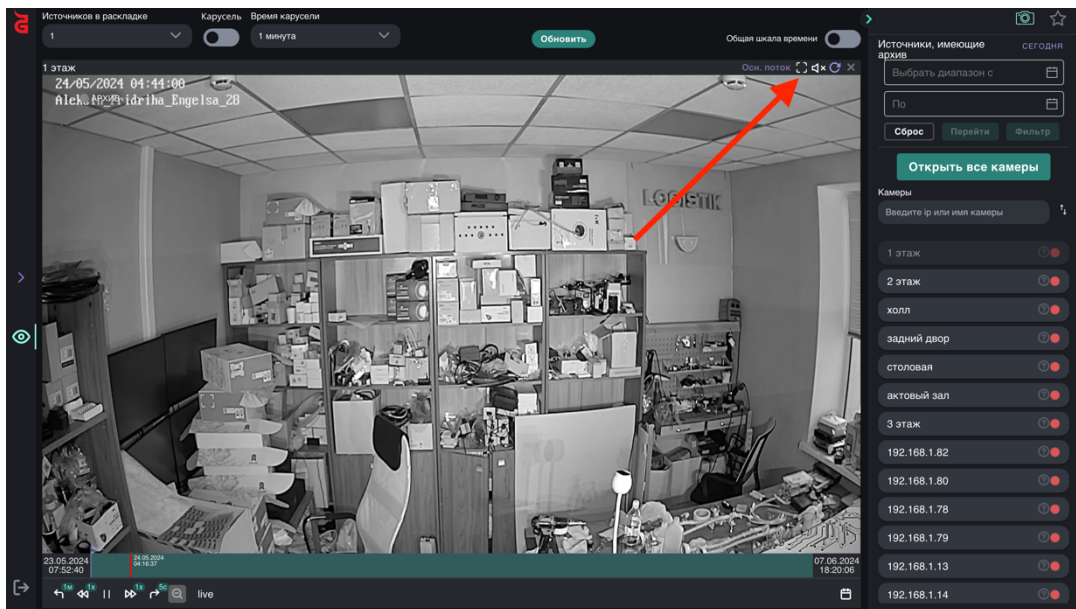 Источников в раскладке
Карусель
Время карусели
1
1 минута
Обновить
Общая шкала времени
1 этаж
Осн. поток
24/05/2024 04:44:00
АРХИВ
LOGISTIK
23.05.2024
07:52:40
24.05.2024
04:16:37
07.06.2024
18:20:06
1м
1x
1x
5с
live
Источники, имеющие
архив
СЕГОДНЯ
Выбрать диапазон с
По
Сброс
Перейти
Фильтр
Открыть все камеры
Камеры
Введите ip или имя камеры
1 этаж
2 этаж
холл
задний двор
столовая
актовый зал
3 этаж
192.168.1.82
192.168.1.80
192.168.1.78
192.168.1.79
192.168.1.13
192.168.1.14